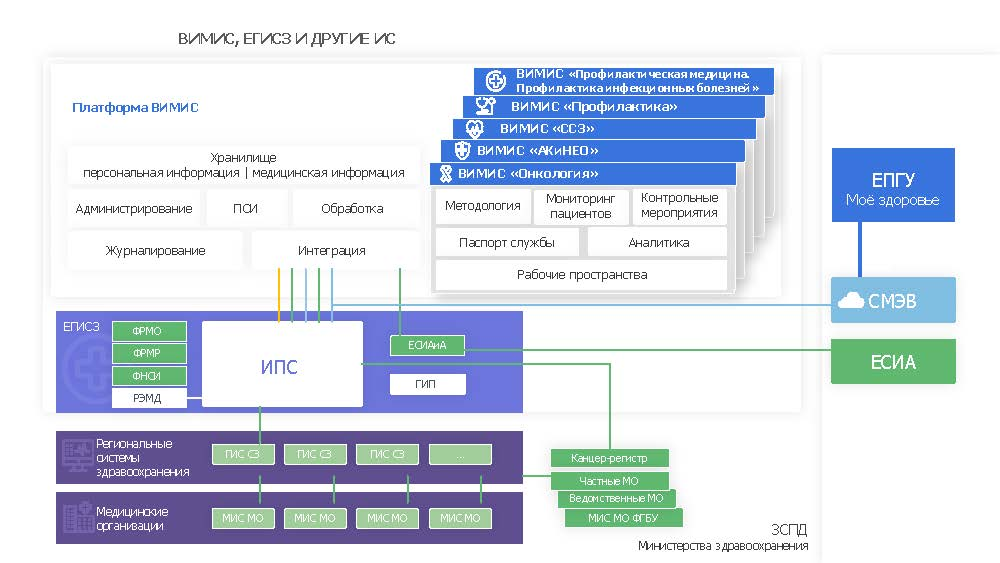 ВИМИС, ЕГИСЗ И ДРУГИЕ ИС
Платформа ВИМИС
Хранилище
персональная информация | медицинская информация
Администрирование
ПСИ
Обработка
Журналирование
Интеграция
ВИМИС «Профилактическая медицина.
Профилактика инфекционных болезней»
ВИМИС «Профилактика»
ВИМИС «ССЗ»
ВИМИС «АКиНЕО»
ВИМИС «Онкология»
Методология
Мониторинг
пациентов
Контрольные
мероприятия
Паспорт службы
Аналитика
Рабочие пространства
ЕПГУ
Моё здоровье
СМЭВ
ЕСИА
ЕГИСЗ
ФРМО
ФРМР
ФНСИ
РЭМД
ИПС
ЕСИАиА
ГИП
Региональные
системы
здравоохранения
ГИС СЗ
ГИС СЗ
ГИС СЗ
...
Медицинские
организации
МИС МО
МИС МО
МИС МО
МИС МО
Канцер-регистр
Частные МО
Ведомственные МО
МИС МО ФГБУ
ЗСПД
Министерства здравоохранения